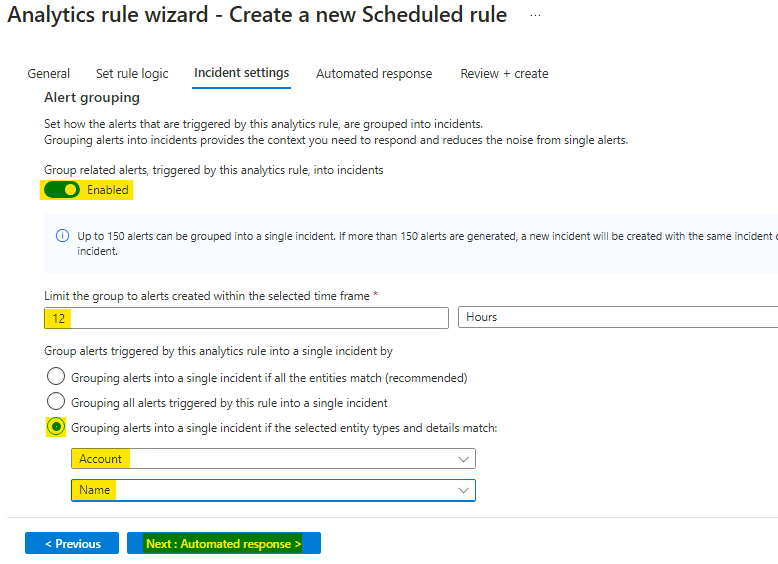 Analytics rule wizard - Create a new Scheduled rule ...
General Set rule logic Incident settings Automated response Review + create
Alert grouping
Set how the alerts that are triggered by this analytics rule, are grouped into incidents.
Grouping alerts into incidents provides the context you need to respond and reduces the noise from single alerts.
Group related alerts, triggered by this analytics rule, into incidents
Enabled
Up to 150 alerts can be grouped into a single incident. If more than 150 alerts are generated, a new incident will be created with the same incident
incident.
Limit the group to alerts created within the selected time frame *
12 Hours
Group alerts triggered by this analytics rule into a single incident by
Grouping alerts into a single incident if all the entities match (recommended)
Grouping all alerts triggered by this rule into a single incident
Grouping alerts into a single incident if the selected entity types and details match:
Account
Name
< Previous Next : Automated response >